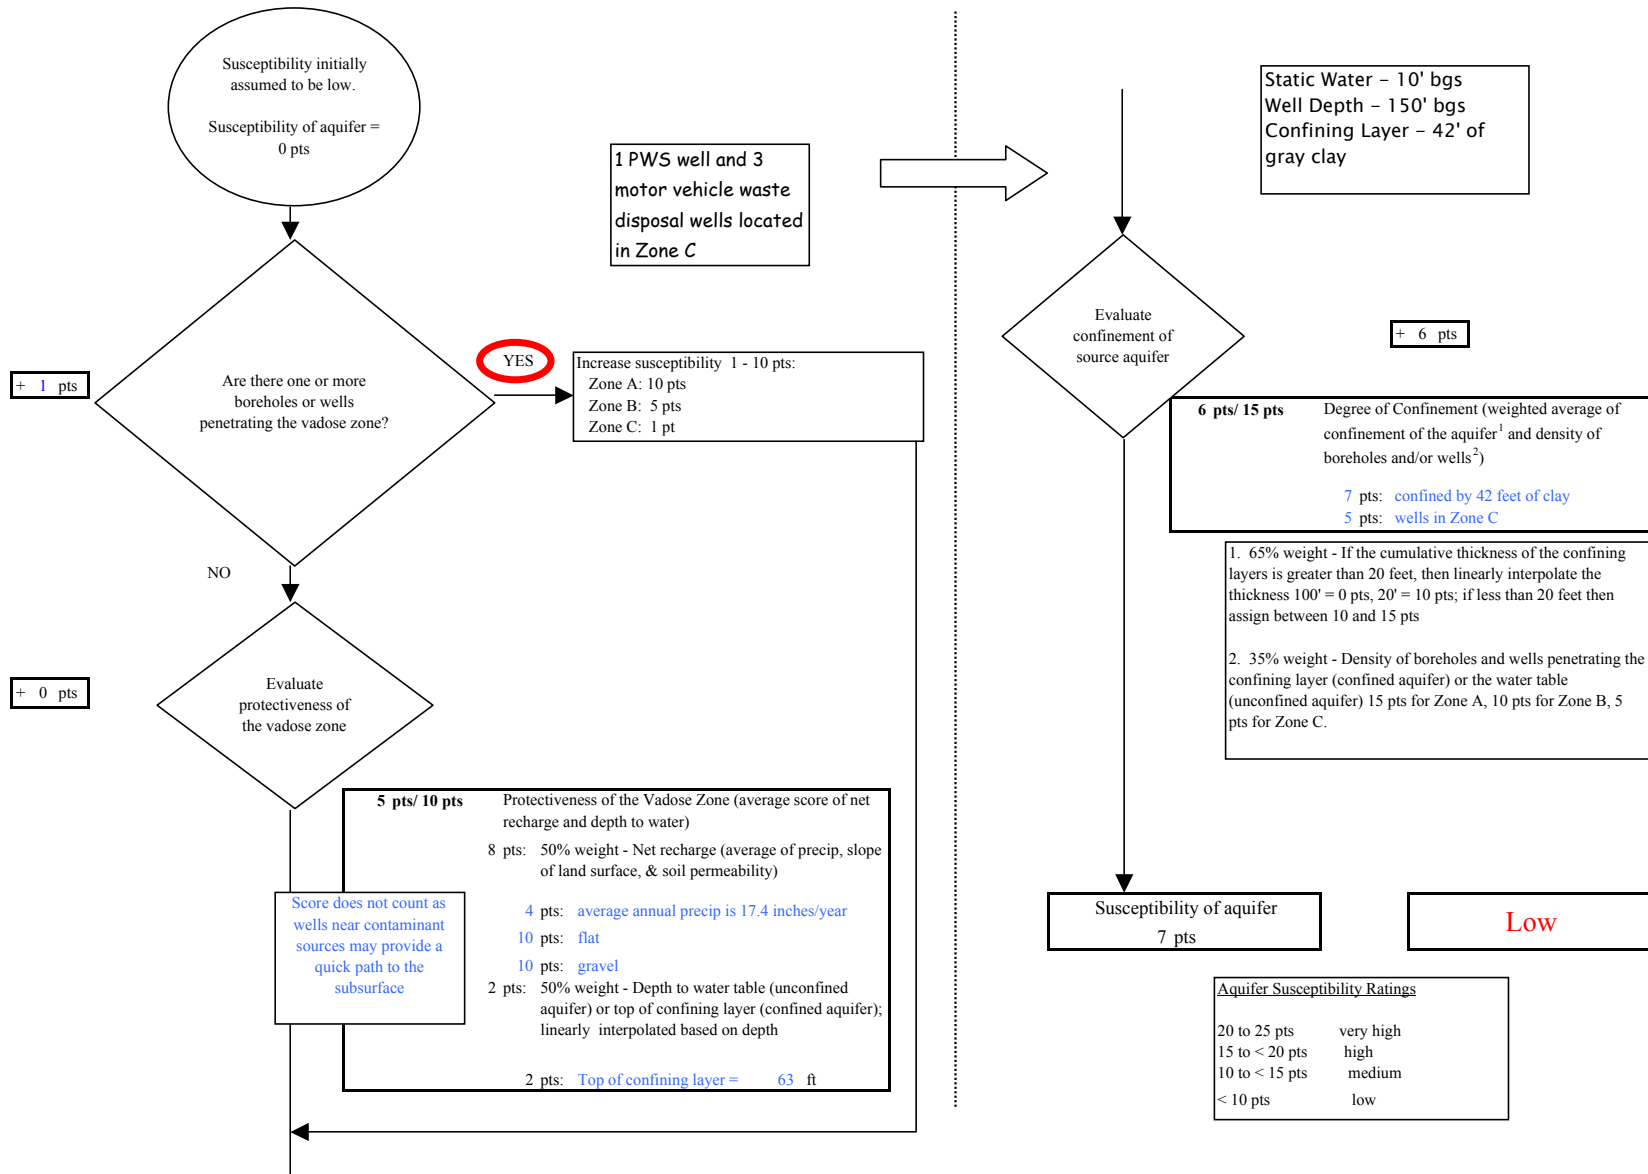 Susceptibility initially
assumed to be low.
Susceptibility of aquifer =
0 pts
1 PWS well and 3
motor vehicle waste
disposal wells located
in Zone C
+ 1 pts
Are there one or more
boreholes or wells
penetrating the vadose zone?
YES
Increase susceptibility 1 - 10 pts:
Zone A: 10 pts
Zone B: 5 pts
Zone C: 1 pt
NO
+ 0 pts
Evaluate
protectiveness of
the vadose zone
5 pts/ 10 pts Protectiveness of the Vadose Zone (average score of net
recharge and depth to water)
8 pts: 50% weight - Net recharge (average of precip, slope
of land surface, & soil permeability)
4 pts: average annual precip is 17.4 inches/year
10 pts: flat
10 pts: gravel
2 pts: 50% weight - Depth to water table (unconfined
aquifer) or top of confining layer (confined aquifer);
linearly interpolated based on depth
2 pts: Top of confining layer = 63 ft
Score does not count as
wells near contaminant
sources may provide a
quick path to the
subsurface
Static Water – 10' bgs
Well Depth – 150' bgs
Confining Layer – 42' of
gray clay
Evaluate
confinement of
source aquifer
+ 6 pts
6 pts/ 15 pts Degree of Confinement (weighted average of
confinement of the aquifer1 and density of
boreholes and/or wells2)
7 pts: confined by 42 feet of clay
5 pts: wells in Zone C
1. 65% weight - If the cumulative thickness of the confining
layers is greater than 20 feet, then linearly interpolate the
thickness 100' = 0 pts, 20' = 10 pts; if less than 20 feet then
assign between 10 and 15 pts
2. 35% weight - Density of boreholes and wells penetrating the
confining layer (confined aquifer) or the water table
(unconfined aquifer) 15 pts for Zone A, 10 pts for Zone B, 5
pts for Zone C.
Susceptibility of aquifer
7 pts
Low
Aquifer Susceptibility Ratings
20 to 25 pts very high
15 to < 20 pts high
10 to < 15 pts medium
< 10 pts low